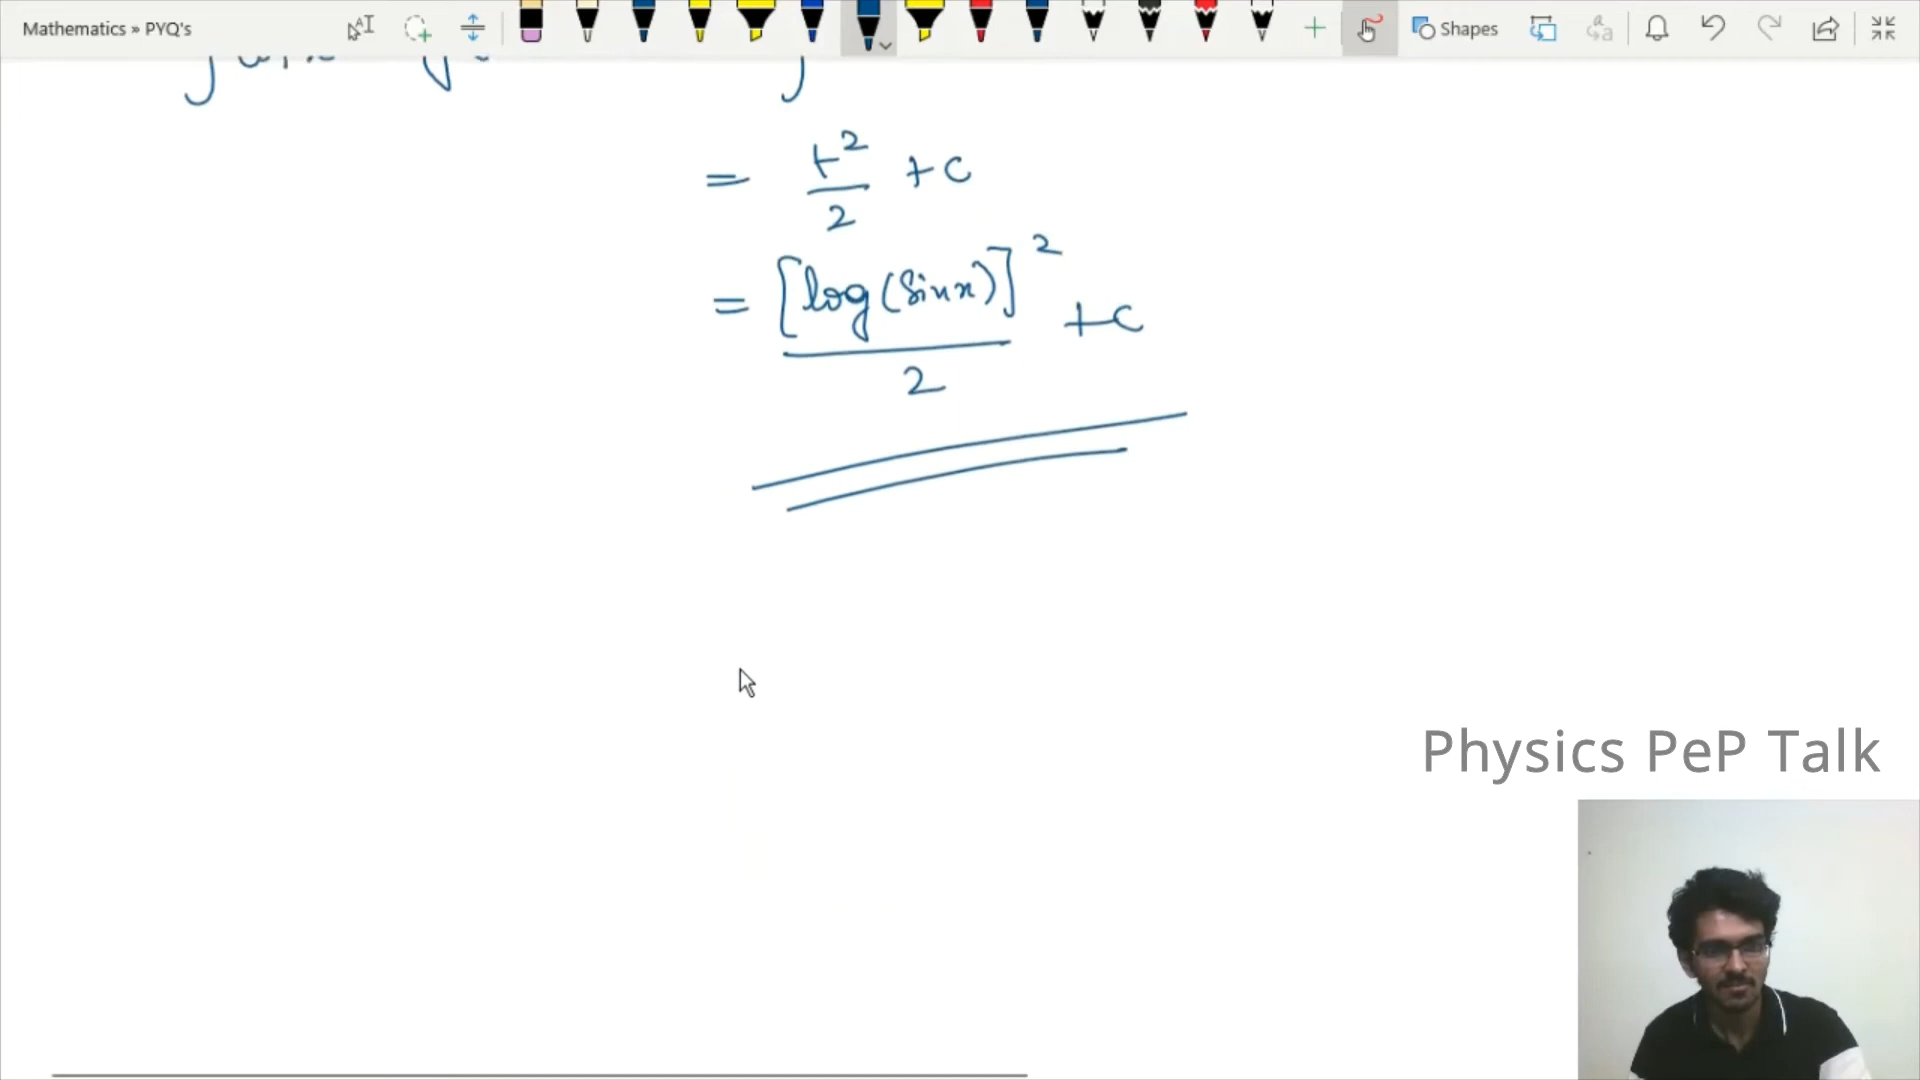 Mathematics » PYQ's
Shapes
= t²/2 + c
= [log(sinx)]²/2 + c
Physics PeP Talk